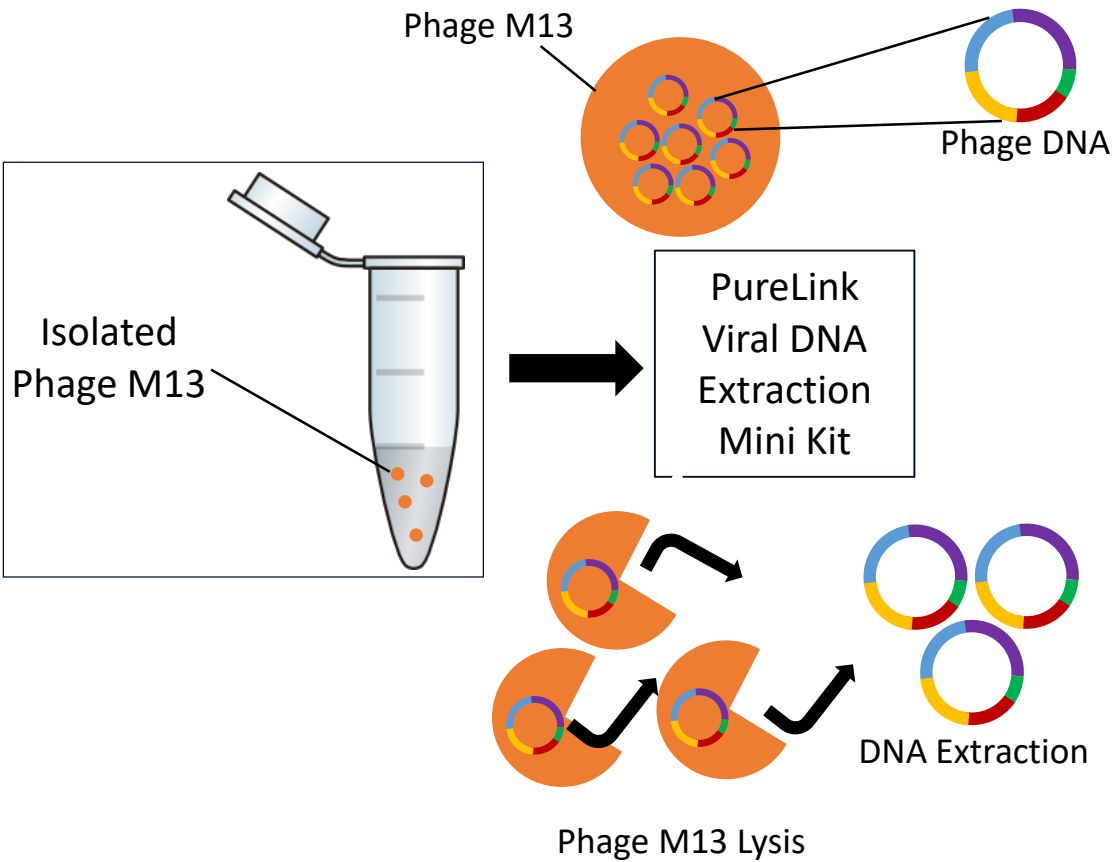 Phage M13
Phage DNA
Isolated
Phage M13
PureLink
Viral DNA
Extraction
Mini Kit
DNA Extraction
Phage M13 Lysis